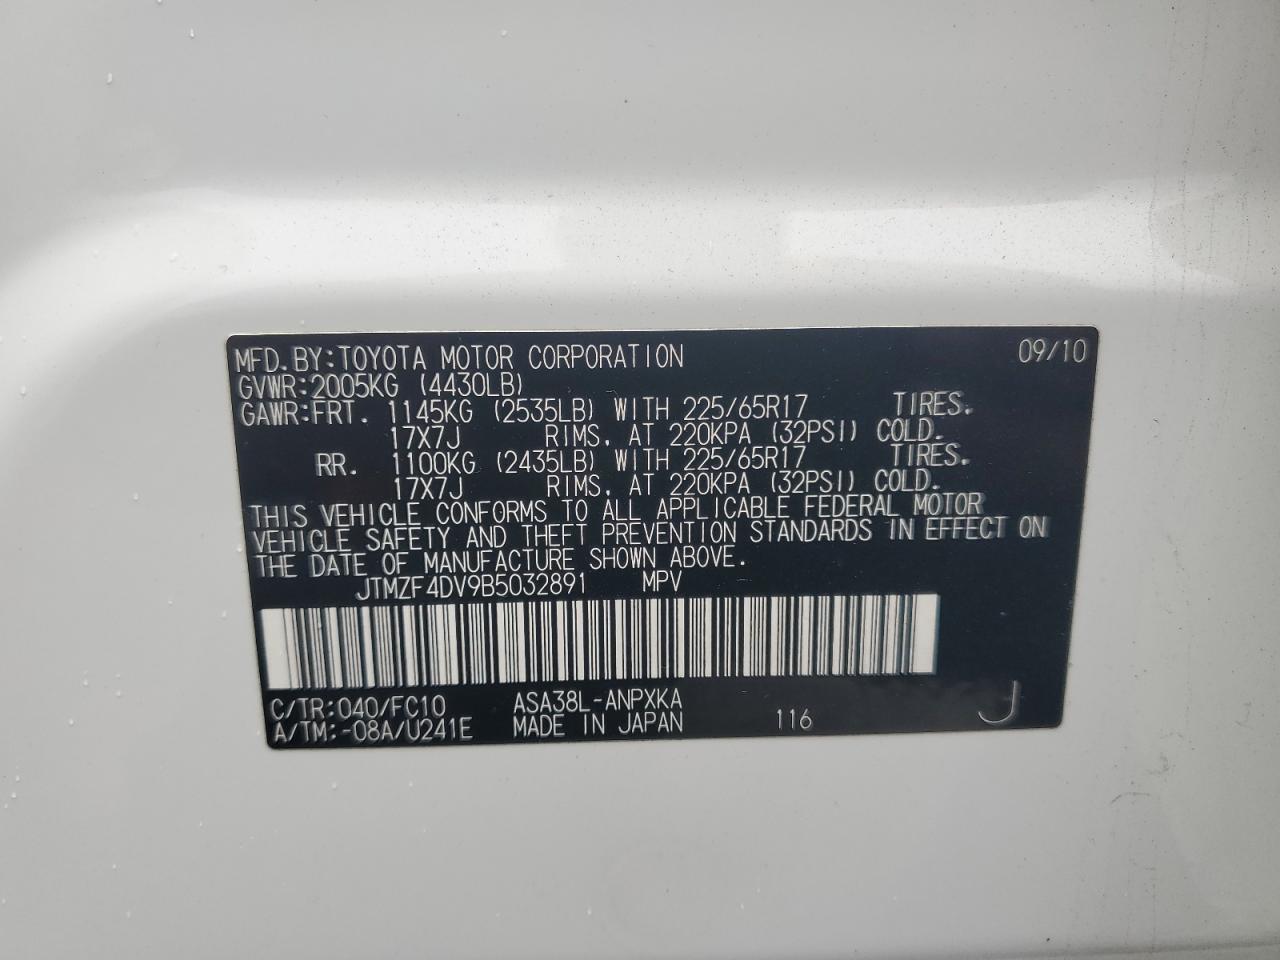 MFD. BY: TOYOTA MOTOR CORPORATION 09/10
GVWR: 2005KG (4430LB)
GAWR: FRT. 1145KG (2535LB) WITH 225/65R17 TIRES.
17X7J RIMS. AT 220KPA (32PSI) COLD.
RR. 1100KG (2435LB) WITH 225/65R17 TIRES.
17X7J RIMS. AT 220KPA (32PSI) COLD.
THIS VEHICLE CONFORMS TO ALL APPLICABLE FEDERAL MOTOR
VEHICLE SAFETY AND THEFT PREVENTION STANDARDS IN EFFECT ON
THE DATE OF MANUFACTURE SHOWN ABOVE.
JTMZF4DV9B5032891 MPV
C/TR: 040/FC10 ASA38L-ANPXKA
A/TM: -08A/U241E MADE IN JAPAN 116 J